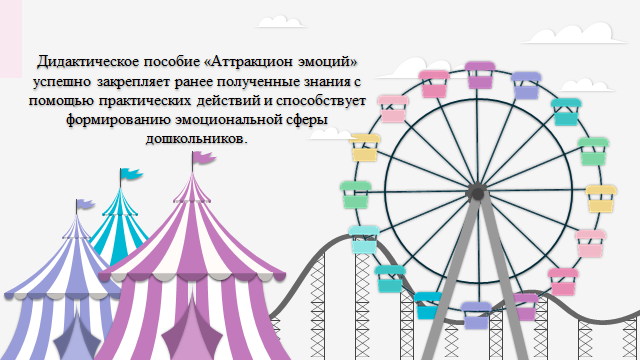 Дидактическое пособие «Аттракцион эмоций»
успешно закрепляет ранее полученные знания с
помощью практических действий и способствует
формированию эмоциональной сферы
дошкольников.